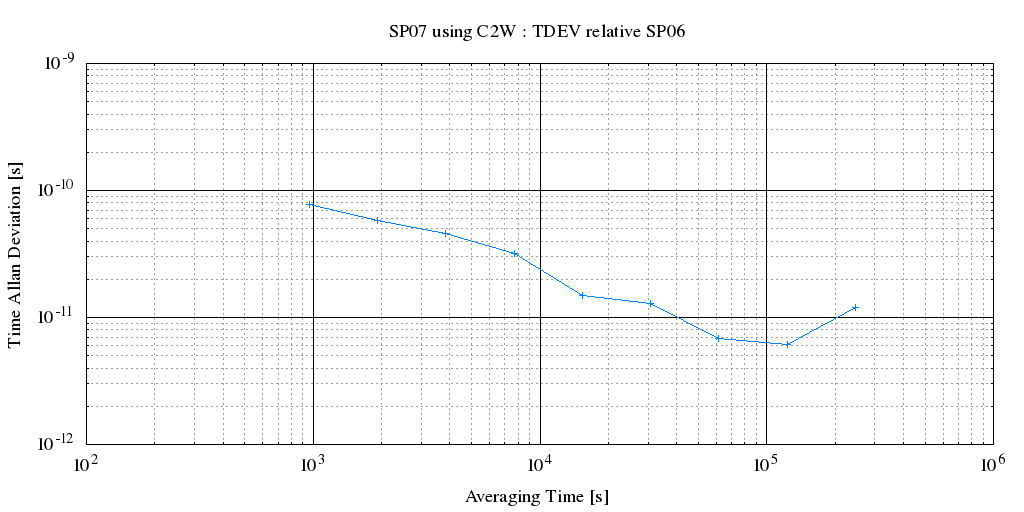 SP07 using C2W : TDEV relative SP06
10^-9
10^-10
10^-11
10^-12
Time Allan Deviation [s]
10^2 10^3 10^4 10^5 10^6
Averaging Time [s]